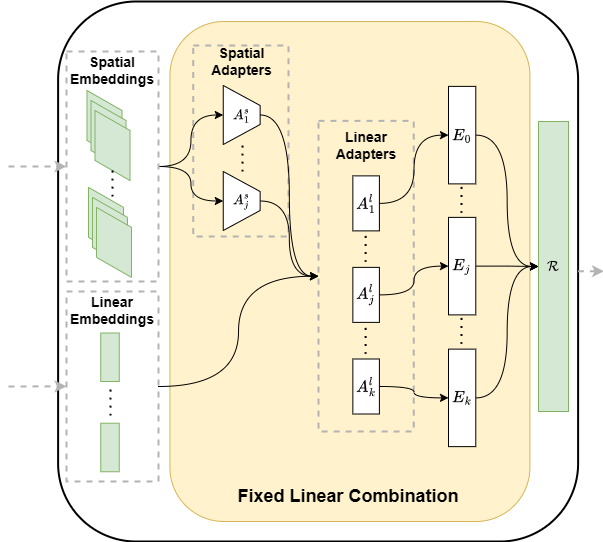 Spatial
Embeddings
Spatial
Adapters
A_1^s
A_j^s
Linear
Embeddings
Linear
Adapters
A_1^l
A_j^l
A_k^l
E_0
E_j
E_k
ℛ
Fixed Linear Combination